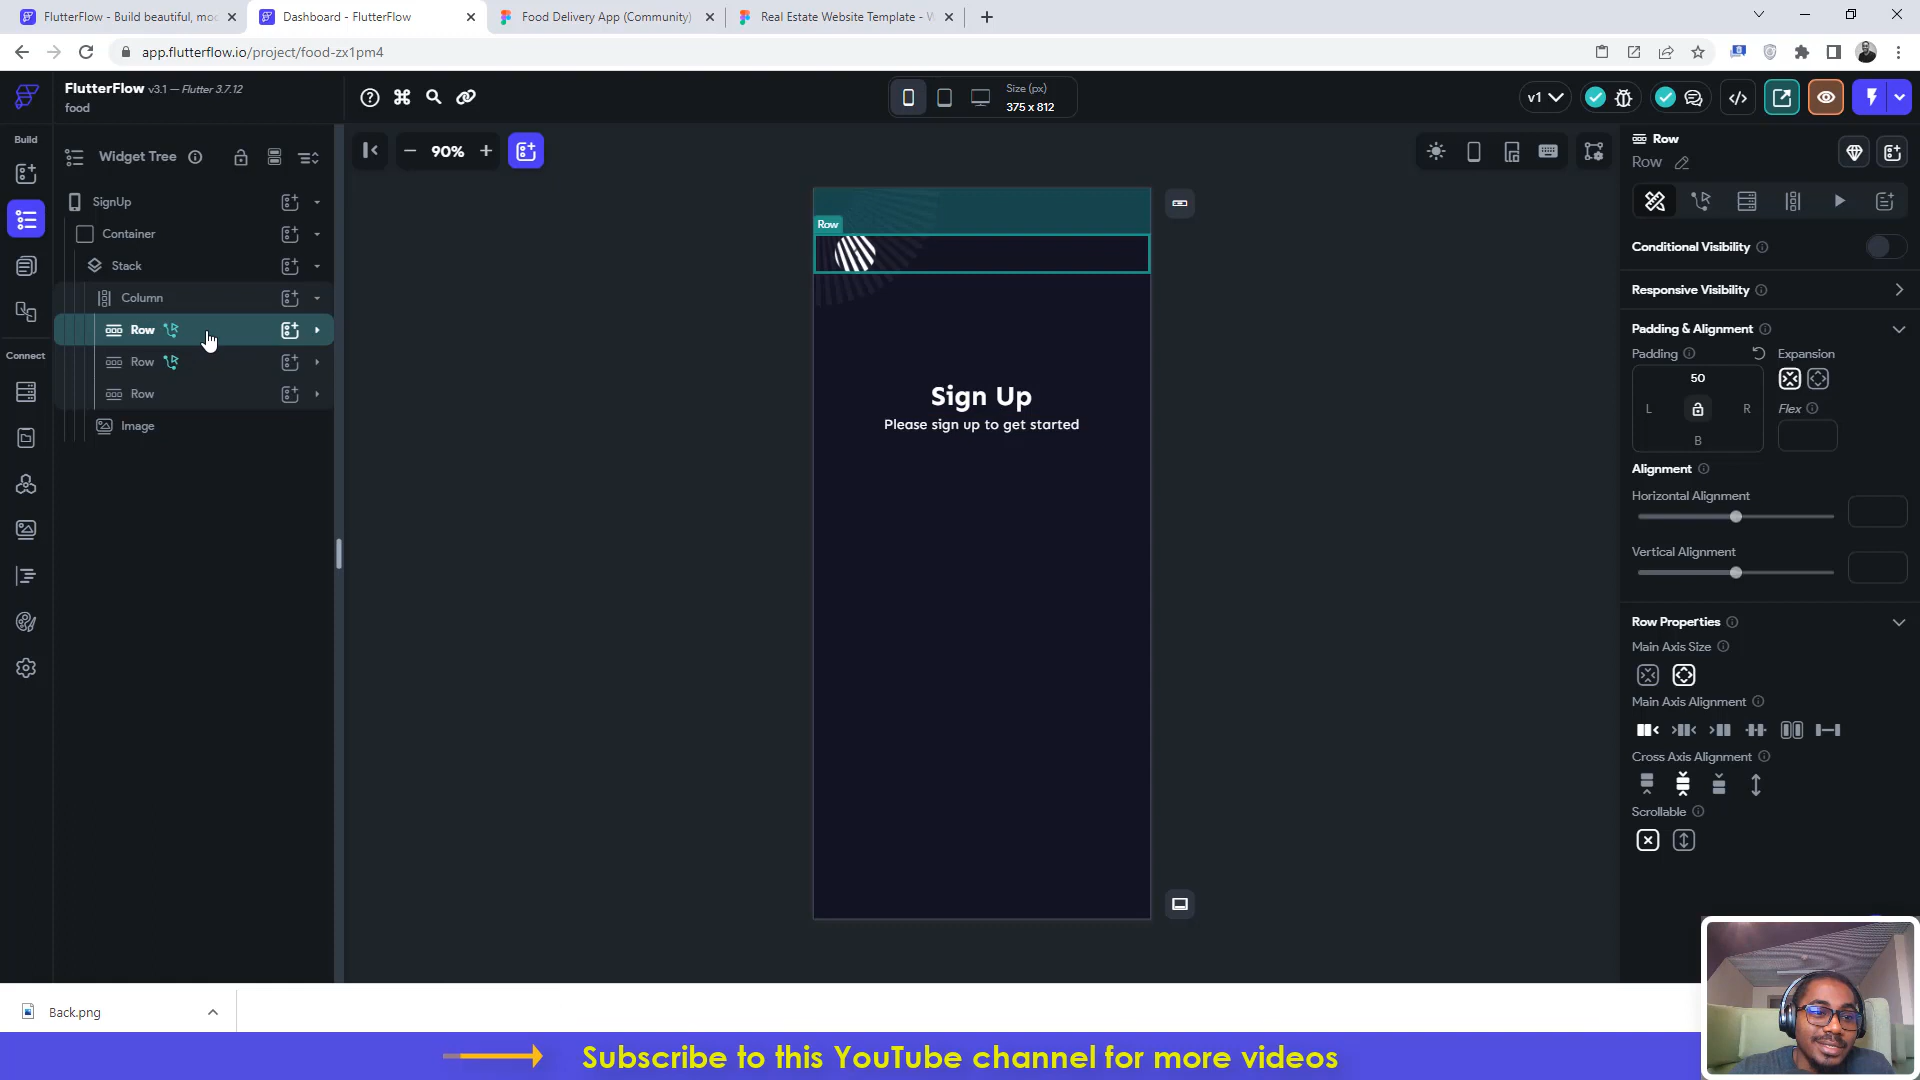 FlutterFlow - Build beautiful, mo
Dashboard - FlutterFlow
Food Delivery App (Community)
Real Estate Website Template - W
app.flutterflow.io/project/food-zx1pm4
FlutterFlow v3.1 — Flutter 3.7.12
food
Size (px)
375 x 812
v1
Build
Widget Tree
90%
Row
Row
SignUp
Container
Stack
Column
Row
Row
Row
Image
Connect
Row
Sign Up
Please sign up to get started
Conditional Visibility
Responsive Visibility
Padding & Alignment
Padding
Expansion
50
L
R
B
Flex
Alignment
Horizontal Alignment
Vertical Alignment
Row Properties
Main Axis Size
Main Axis Alignment
Cross Axis Alignment
Scrollable
Back.png
Subscribe to this YouTube channel for more videos